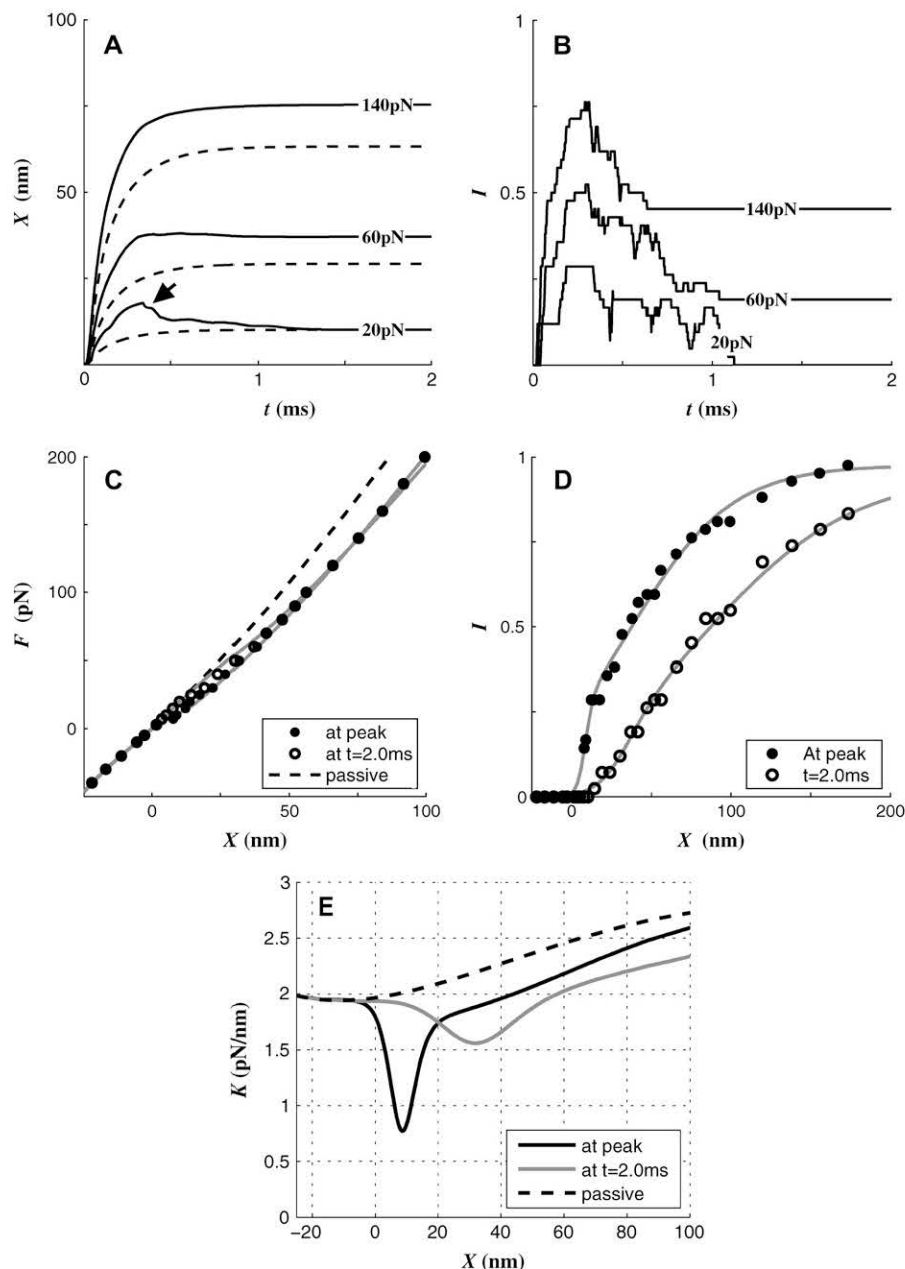 A
100
50
X (nm)
140pN
60pN
20pN
0
1
2
t (ms)
B
1
0.5
0
I
140pN
60pN
20pN
0
1
2
t (ms)
C
200
100
0
F (pN)
at peak
at t=2.0ms
passive
0
50
100
X (nm)
D
1
0.5
0
I
At peak
t=2.0ms
0
50
100
200
X (nm)
E
3
2.5
2
1.5
1
0.5
0
K (pN/nm)
at peak
at t=2.0ms
passive
−20
0
20
40
60
80
100
X (nm)